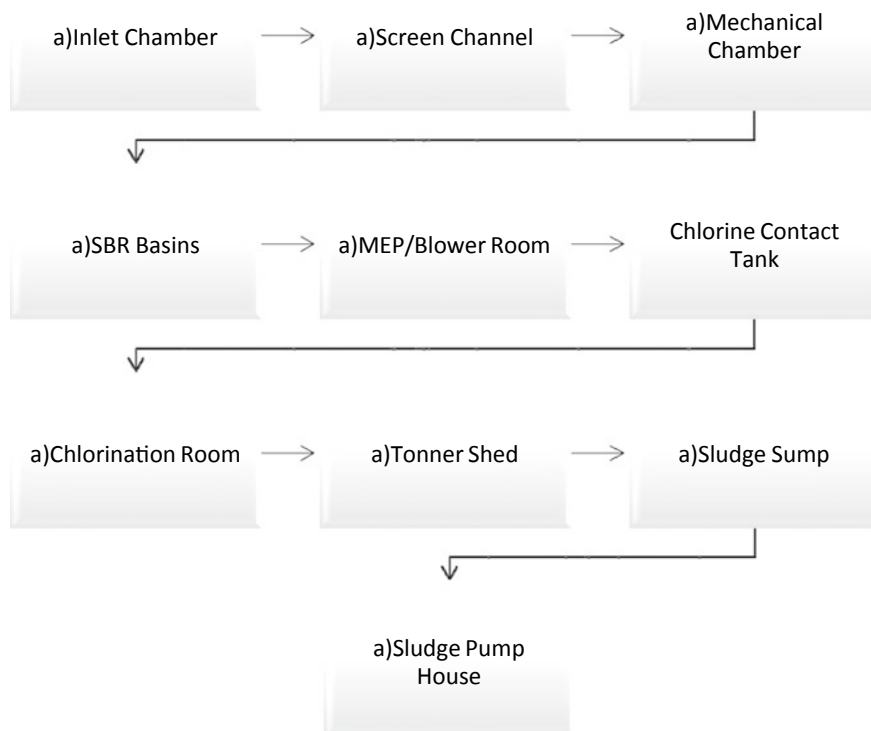 a)Inlet Chamber
a)Screen Channel
a)Mechanical
Chamber
a)SBR Basins
a)MEP/Blower Room
Chlorine Contact
Tank
a)Chlorination Room
a)Tonner Shed
a)Sludge Sump
a)Sludge Pump
House